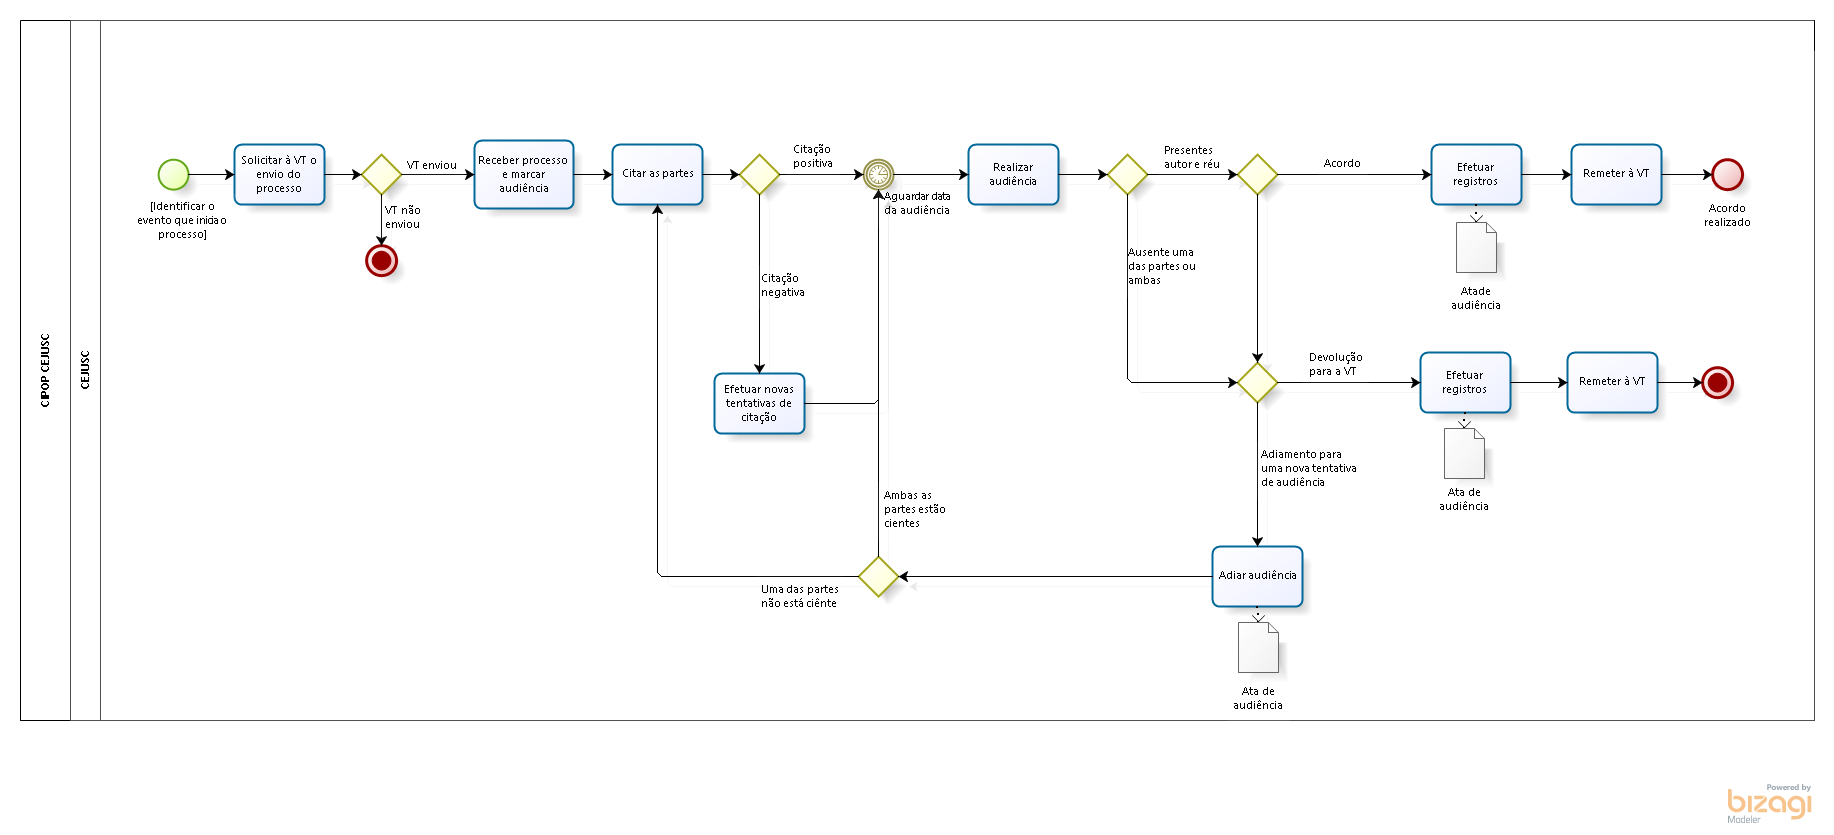 CIPOP CEJUSC
CEJUSC
[Identificar o
evento que inicia o
processo]
Solicitar à VT o
envio do
processo
VT enviou
VT não
enviou
Receber processo
e marcar
audiência
Citar as partes
Citação
positiva
Citação
negativa
Efetuar novas
tentativas de
citação
Aguardar data
da audiência
Realizar
audiência
Presentes
autor e réu
Ausente uma
das partes ou
ambas
Acordo
Efetuar
registros
Ata de
audiência
Remeter à VT
Acordo
realizado
Devolução
para a VT
Efetuar
registros
Ata de
audiência
Remeter à VT
Adiamento para
uma nova tentativa
de audiência
Adiar audiência
Ata de
audiência
Ambas as
partes estão
cientes
Uma das partes
não está ciênte
Powered by
bizagi
Modeler